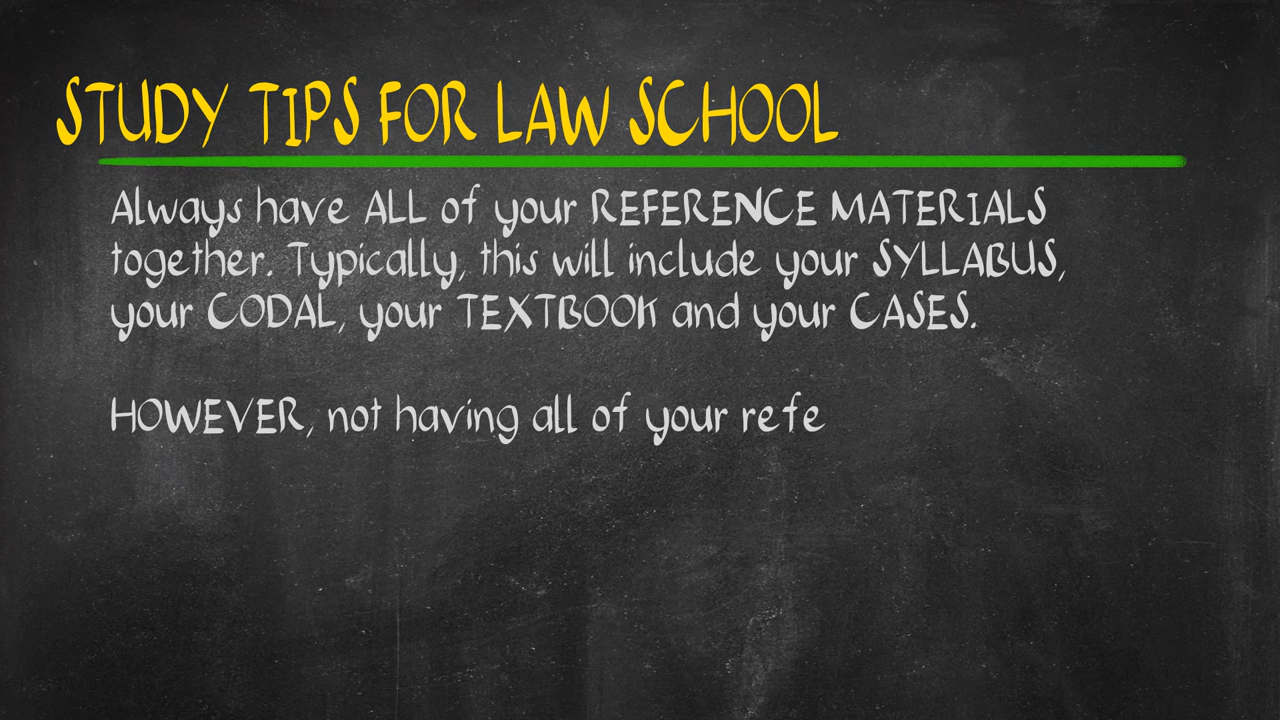 STUDY TIPS FOR LAW SCHOOL
Always have ALL of your REFERENCE MATERIALS
together. Typically, this will include your SYLLABUS,
your CODAL, your TEXTBOOK and your CASES.
HOWEVER, not having all of your refe